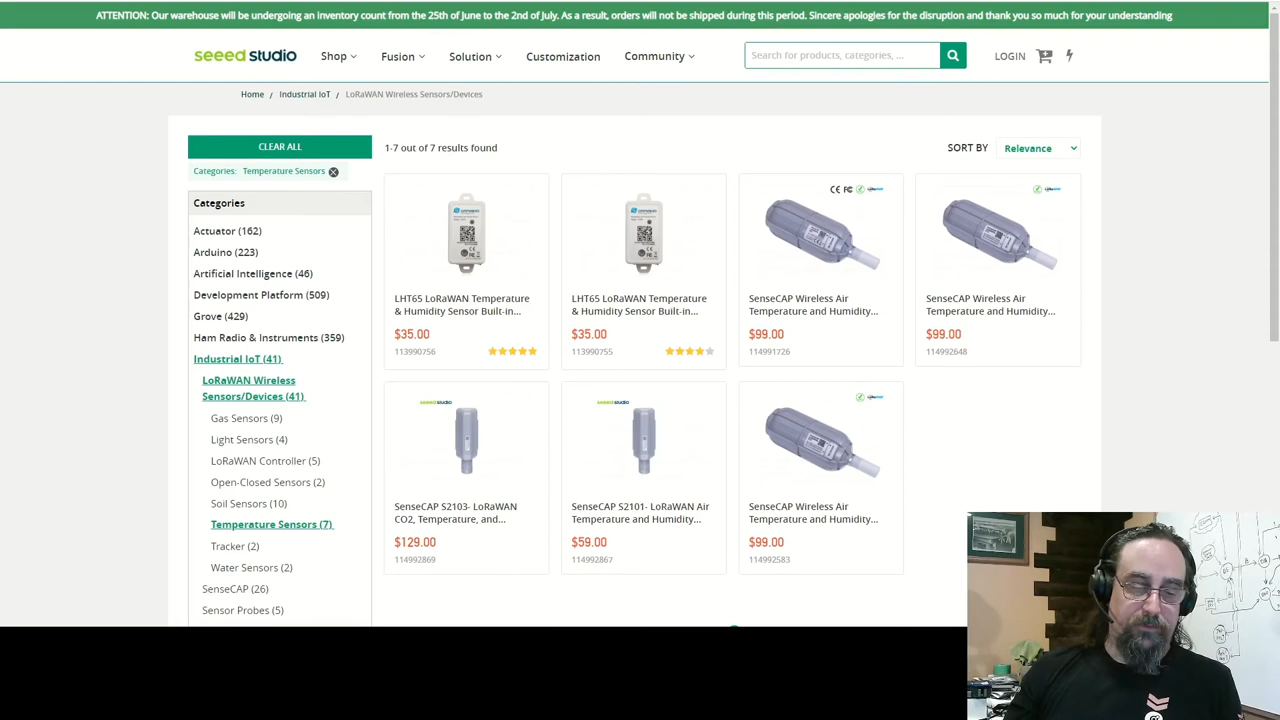 ATTENTION: Our warehouse will be undergoing an inventory count from the 25th of June to the 2nd of July. As a result, orders will not be shipped during this period. Sincere apologies for the disruption and thank you so much for your understanding
seeed studio
Shop
Fusion
Solution
Customization
Community
Search for products, categories, ...
LOGIN
Home / Industrial IoT / LoRaWAN Wireless Sensors/Devices
CLEAR ALL
Categories: Temperature Sensors
Categories
Actuator (162)
Arduino (223)
Artificial Intelligence (46)
Development Platform (509)
Grove (429)
Ham Radio & Instruments (359)
Industrial IoT (41)
LoRaWAN Wireless
Sensors/Devices (41)
Gas Sensors (9)
Light Sensors (4)
LoRaWAN Controller (5)
Open-Closed Sensors (2)
Soil Sensors (10)
Temperature Sensors (7)
Tracker (2)
Water Sensors (2)
SenseCAP (26)
Sensor Probes (5)
1-7 out of 7 results found
SORT BY
Relevance
LHT65 LoRaWAN Temperature
& Humidity Sensor Built-in...
$35.00
113990756
LHT65 LoRaWAN Temperature
& Humidity Sensor Built-in...
$35.00
113990755
SenseCAP Wireless Air
Temperature and Humidity...
$99.00
114991726
SenseCAP Wireless Air
Temperature and Humidity...
$99.00
114992648
seeed studio
SenseCAP S2103- LoRaWAN
CO2, Temperature, and...
$129.00
114992869
seeed studio
SenseCAP S2101- LoRaWAN Air
Temperature and Humidity...
$59.00
114992867
SenseCAP Wireless Air
Temperature and Humidity...
$99.00
114992583